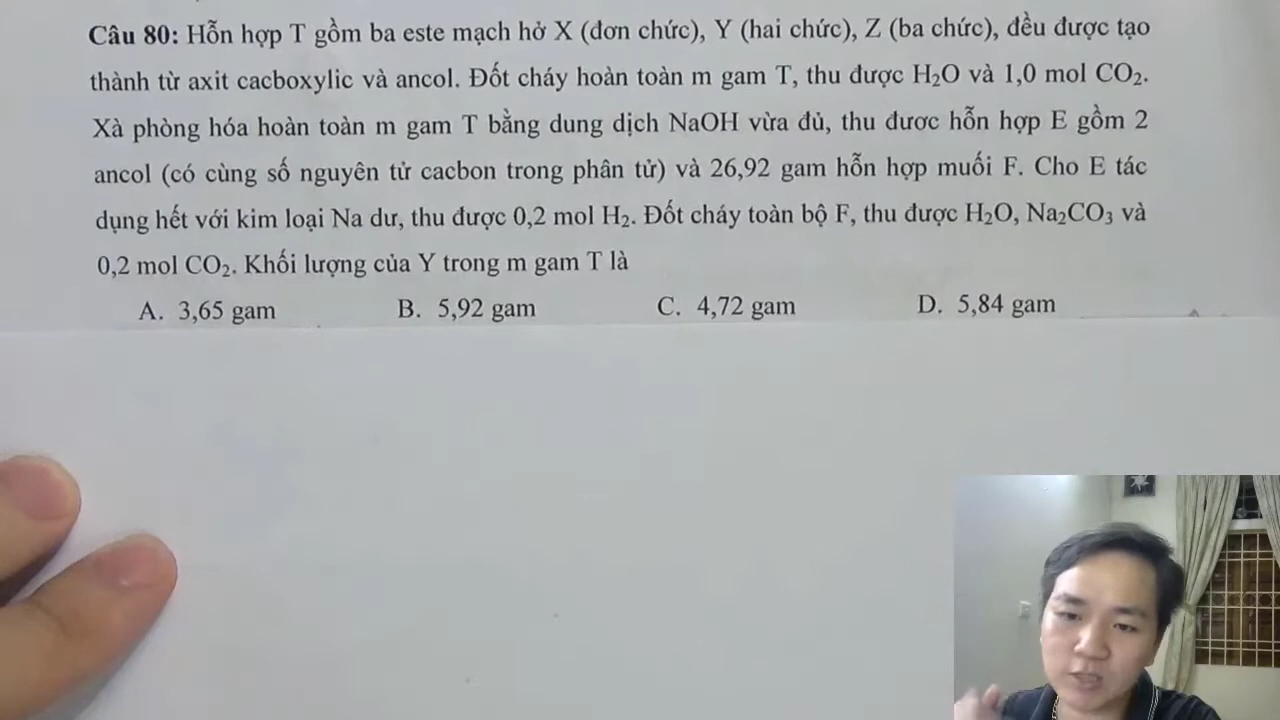 Câu 80: Hỗn hợp T gồm ba este mạch hở X (đơn chức), Y (hai chức), Z (ba chức), đều được tạo
thành từ axit cacboxylic và ancol. Đốt cháy hoàn toàn m gam T, thu được H₂O và 1,0 mol CO₂.
Xà phòng hóa hoàn toàn m gam T bằng dung dịch NaOH vừa đủ, thu đươc hỗn hợp E gồm 2
ancol (có cùng số nguyên tử cacbon trong phân tử) và 26,92 gam hỗn hợp muối F. Cho E tác
dụng hết với kim loại Na dư, thu được 0,2 mol H₂. Đốt cháy toàn bộ F, thu được H₂O, Na₂CO₃ và
0,2 mol CO₂. Khối lượng của Y trong m gam T là
A. 3,65 gam B. 5,92 gam C. 4,72 gam D. 5,84 gam